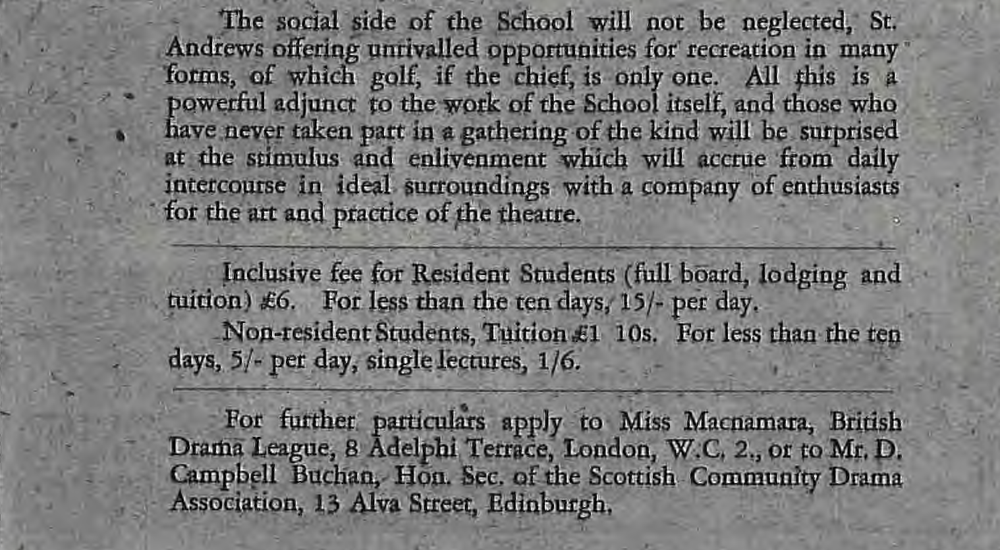 The social side of the School will not be neglected, St.
Andrews offering unrivalled opportunities for recreation in many
forms, of which golf, if the chief, is only one. All this is a
powerful adjunct to the work of the School itself, and those who
have never taken part in a gathering of the kind will be surprised
at the stimulus and enlivenment which will accrue from daily
intercourse in ideal surroundings with a company of enthusiasts
for the art and practice of the theatre.
Inclusive fee for Resident Students (full board, lodging and
tuition) £6. For less than the ten days, 15/- per day.
Non-resident Students, Tuition £1 10s. For less than the ten
days, 5/- per day, single lectures, 1/6.
For further particulars apply to Miss Macnamara, British
Drama League, 8 Adelphi Terrace, London, W.C. 2., or to Mr. D.
Campbell Buchan, Hon. Sec. of the Scottish Community Drama
Association, 13 Alva Street, Edinburgh.